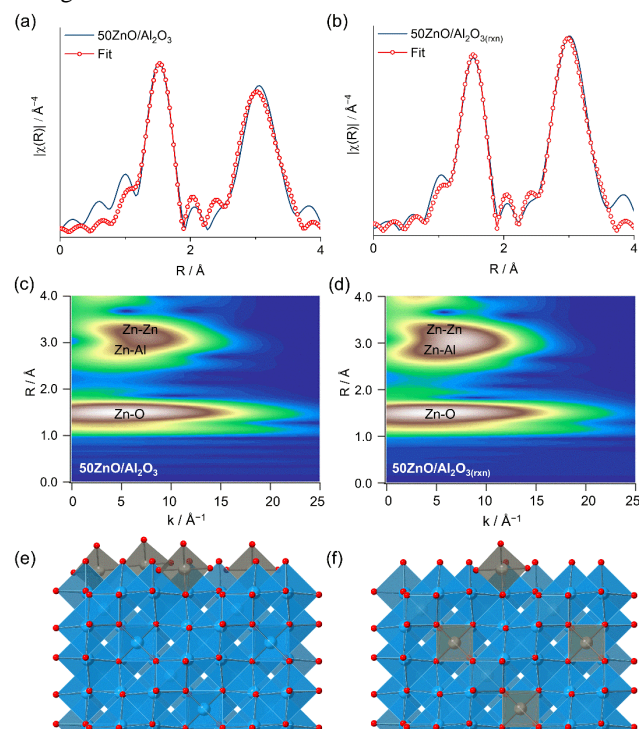 (a)
50ZnO/Al₂O₃
Fit
|χ(R)| / Å⁻⁴
0 1 2 3 4
R / Å
(b)
50ZnO/Al₂O₃₍ᵣₓₙ₎
Fit
|χ(R)| / Å⁻⁴
0 2 4
R / Å
(c)
4.0
3.0
2.0
1.0
0.0
R / Å
Zn-Zn
Zn-Al
Zn-O
50ZnO/Al₂O₃
0 5 10 15 20 25
k / Å⁻¹
(d)
4.0
3.0
2.0
1.0
0.0
R / Å
Zn-Zn
Zn-Al
Zn-O
50ZnO/Al₂O₃₍ᵣₓₙ₎
0 5 10 15 20 25
k / Å⁻¹
(e)
(f)